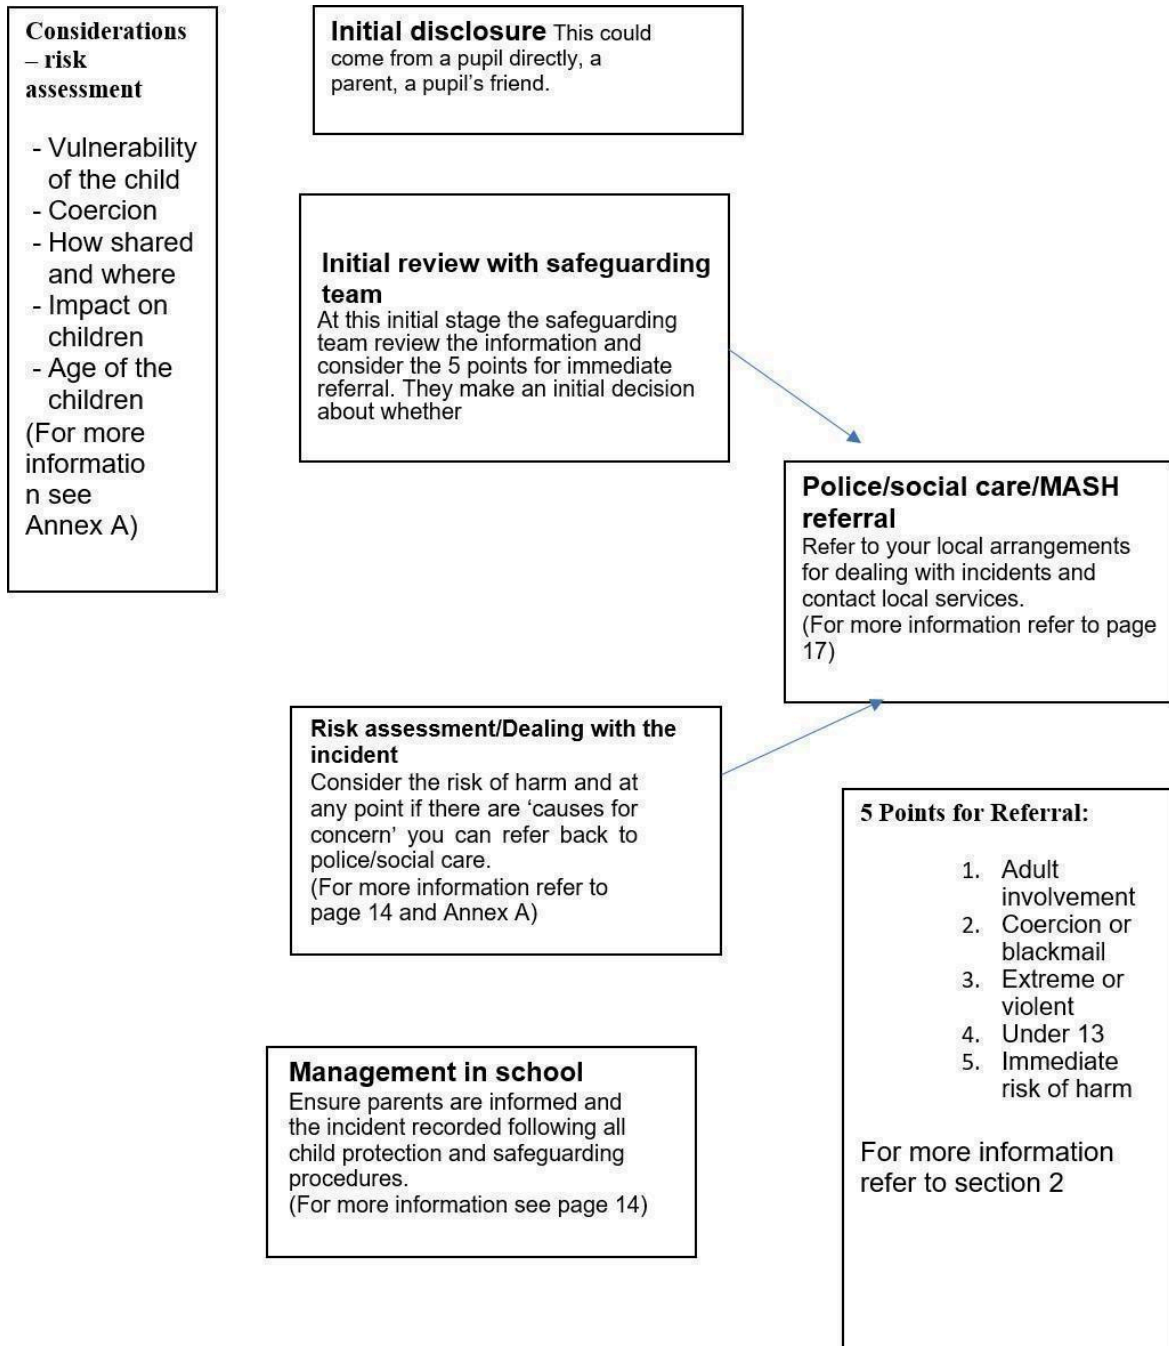 Considerations
– risk
assessment
- Vulnerability
of the child
- Coercion
- How shared
and where
- Impact on
children
- Age of the
children
(For more
informatio
n see
Annex A)
Initial disclosure This could
come from a pupil directly, a
parent, a pupil’s friend.
Initial review with safeguarding
team
At this initial stage the safeguarding
team review the information and
consider the 5 points for immediate
referral. They make an initial decision
about whether
Police/social care/MASH
referral
Refer to your local arrangements
for dealing with incidents and
contact local services.
(For more information refer to page
17)
Risk assessment/Dealing with the
incident
Consider the risk of harm and at
any point if there are ‘causes for
concern’ you can refer back to
police/social care.
(For more information refer to
page 14 and Annex A)
5 Points for Referral:
1. Adult
involvement
2. Coercion or
blackmail
3. Extreme or
violent
4. Under 13
5. Immediate
risk of harm
For more information
refer to section 2
Management in school
Ensure parents are informed and
the incident recorded following all
child protection and safeguarding
procedures.
(For more information see page 14)